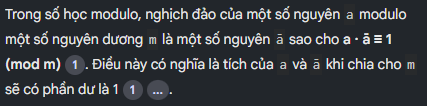 Trong số học modulo, nghịch đảo của một số nguyên a modulo
một số nguyên dương m là một số nguyên ā sao cho a · ā ≡ 1
(mod m) 1 . Điều này có nghĩa là tích của a và ā khi chia cho m
sẽ có phần dư là 1 1 ... .